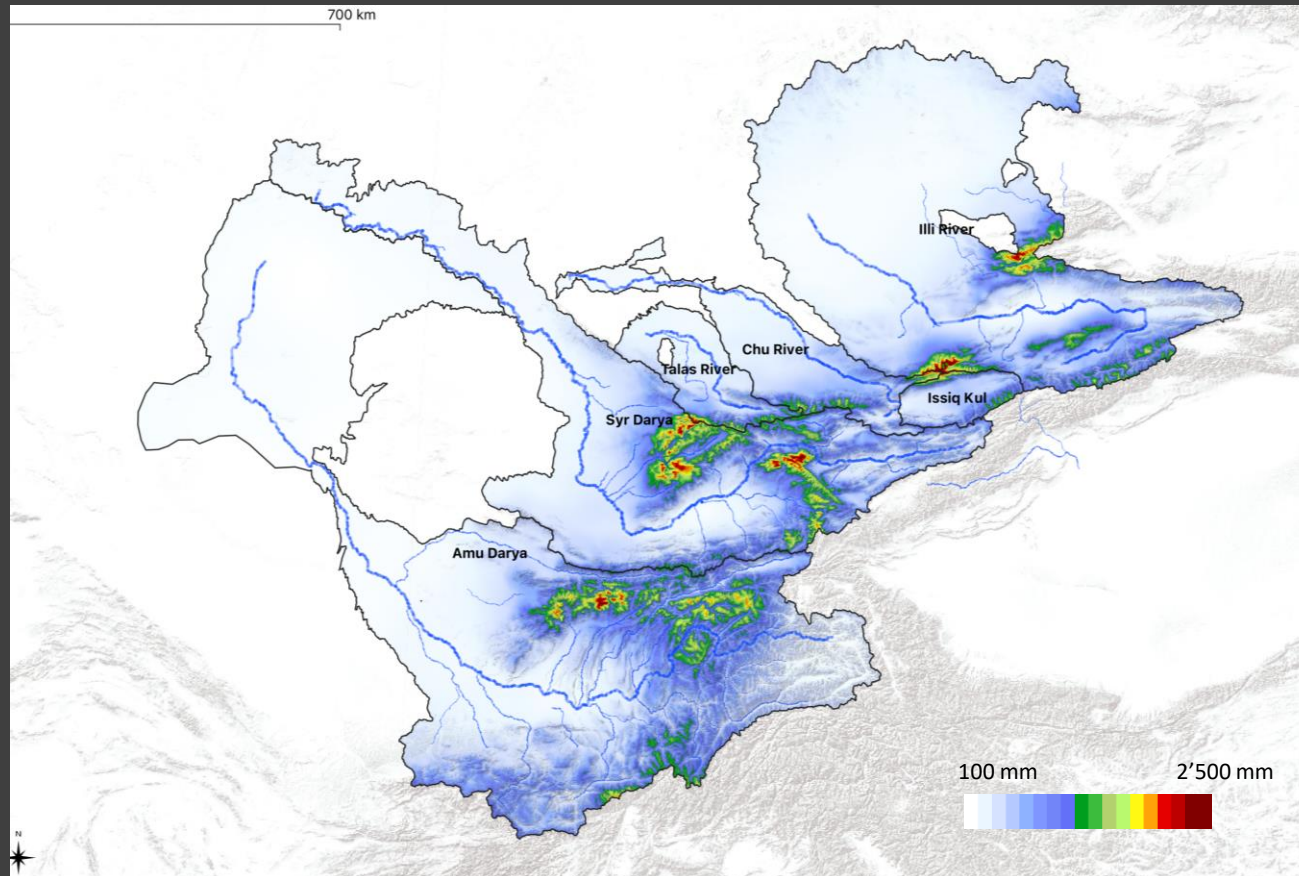 700 km
Illi River
Chu River
Talas River
Issiq Kul
Syr Darya
Amu Darya
100 mm
2’500 mm
N